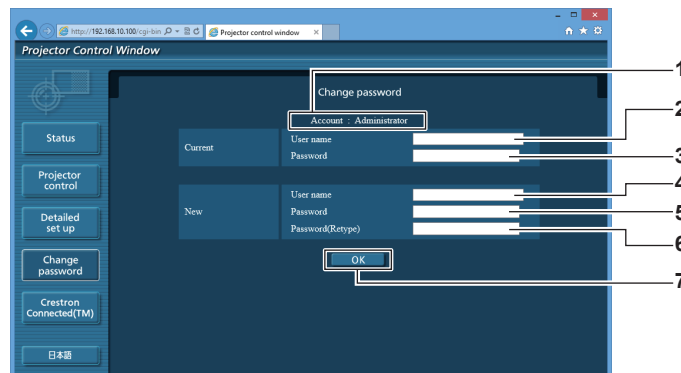 http://192.168.10.100/cgi-bin
Projector control window
Projector Control Window
Change password
1
Account : Administrator
2
Status
Current
User name
Password
3
Projector
control
4
New
User name
Password
5
Password(Retype)
6
Detailed
set up
OK
7
Change
password
Crestron
Connected(TM)
日本語